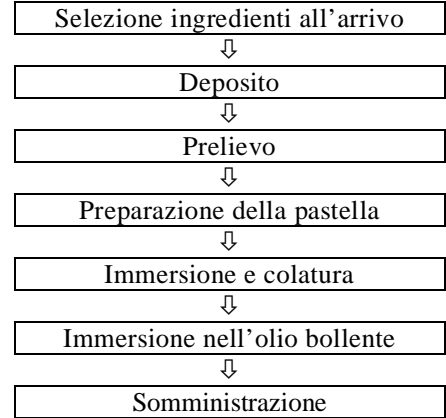 Selezione ingredienti all’arrivo
⇩
Deposito
⇩
Prelievo
⇩
Preparazione della pastella
⇩
Immersione e colatura
⇩
Immersione nell’olio bollente
⇩
Somministrazione